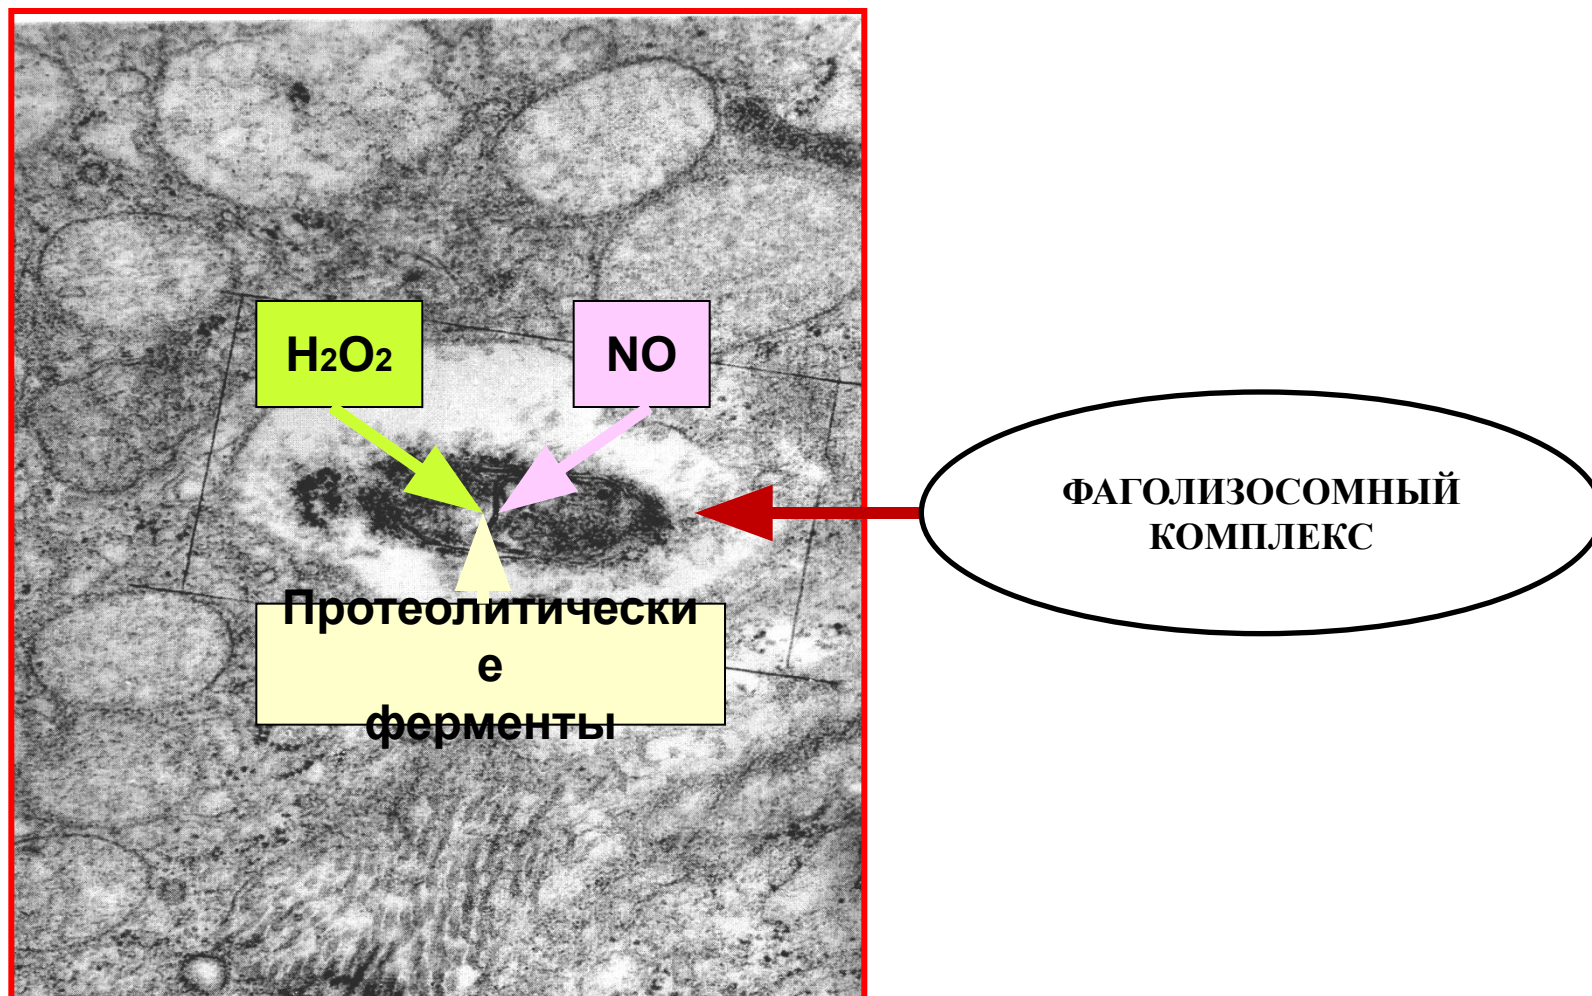 H₂O₂
NO
ФАГОЛИЗОСОМНЫЙ
КОМПЛЕКС
Протеолитически
е
ферменты